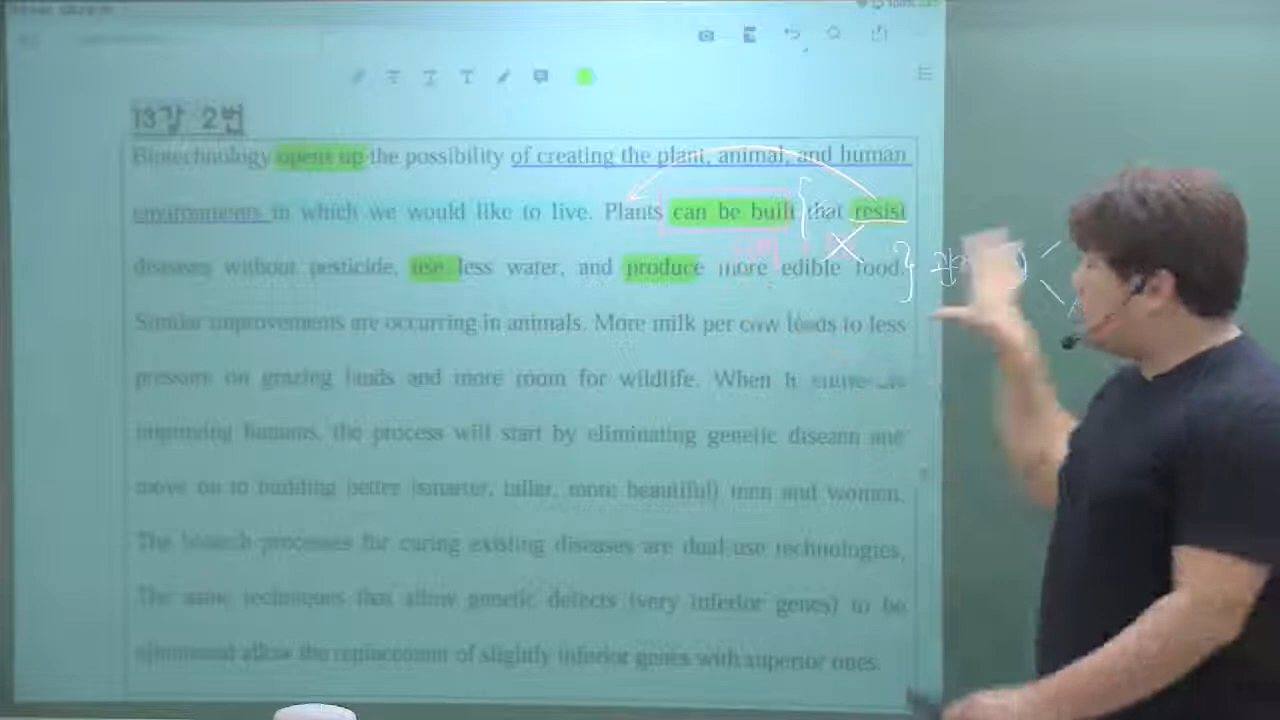 13강 2번
Biotechnology opens up the possibility of creating the plant, animal, and human
environments in which we would like to live. Plants can be built that resist
diseases without pesticide, use less water, and produce more edible food.
Similar improvements are occurring in animals. More milk per cow leads to less
pressure on grazing lands and more room for wildlife. When it
improving humans, the process will start by eliminating genetic disease and
move on to building better (smarter, taller, more beautiful) men and women.
The biotech processes for curing existing diseases are dual-use technologies.
The same techniques that allow genetic defects (very inferior genes) to be
eliminated allow the replacement of slightly inferior genes with superior ones.